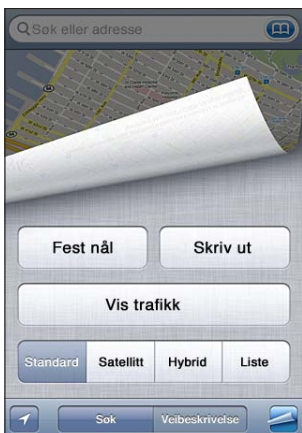 Søk eller adresse
Fest nål
Skriv ut
Vis trafikk
Standard Satellitt Hybrid Liste
Søk Veibeskrivelse